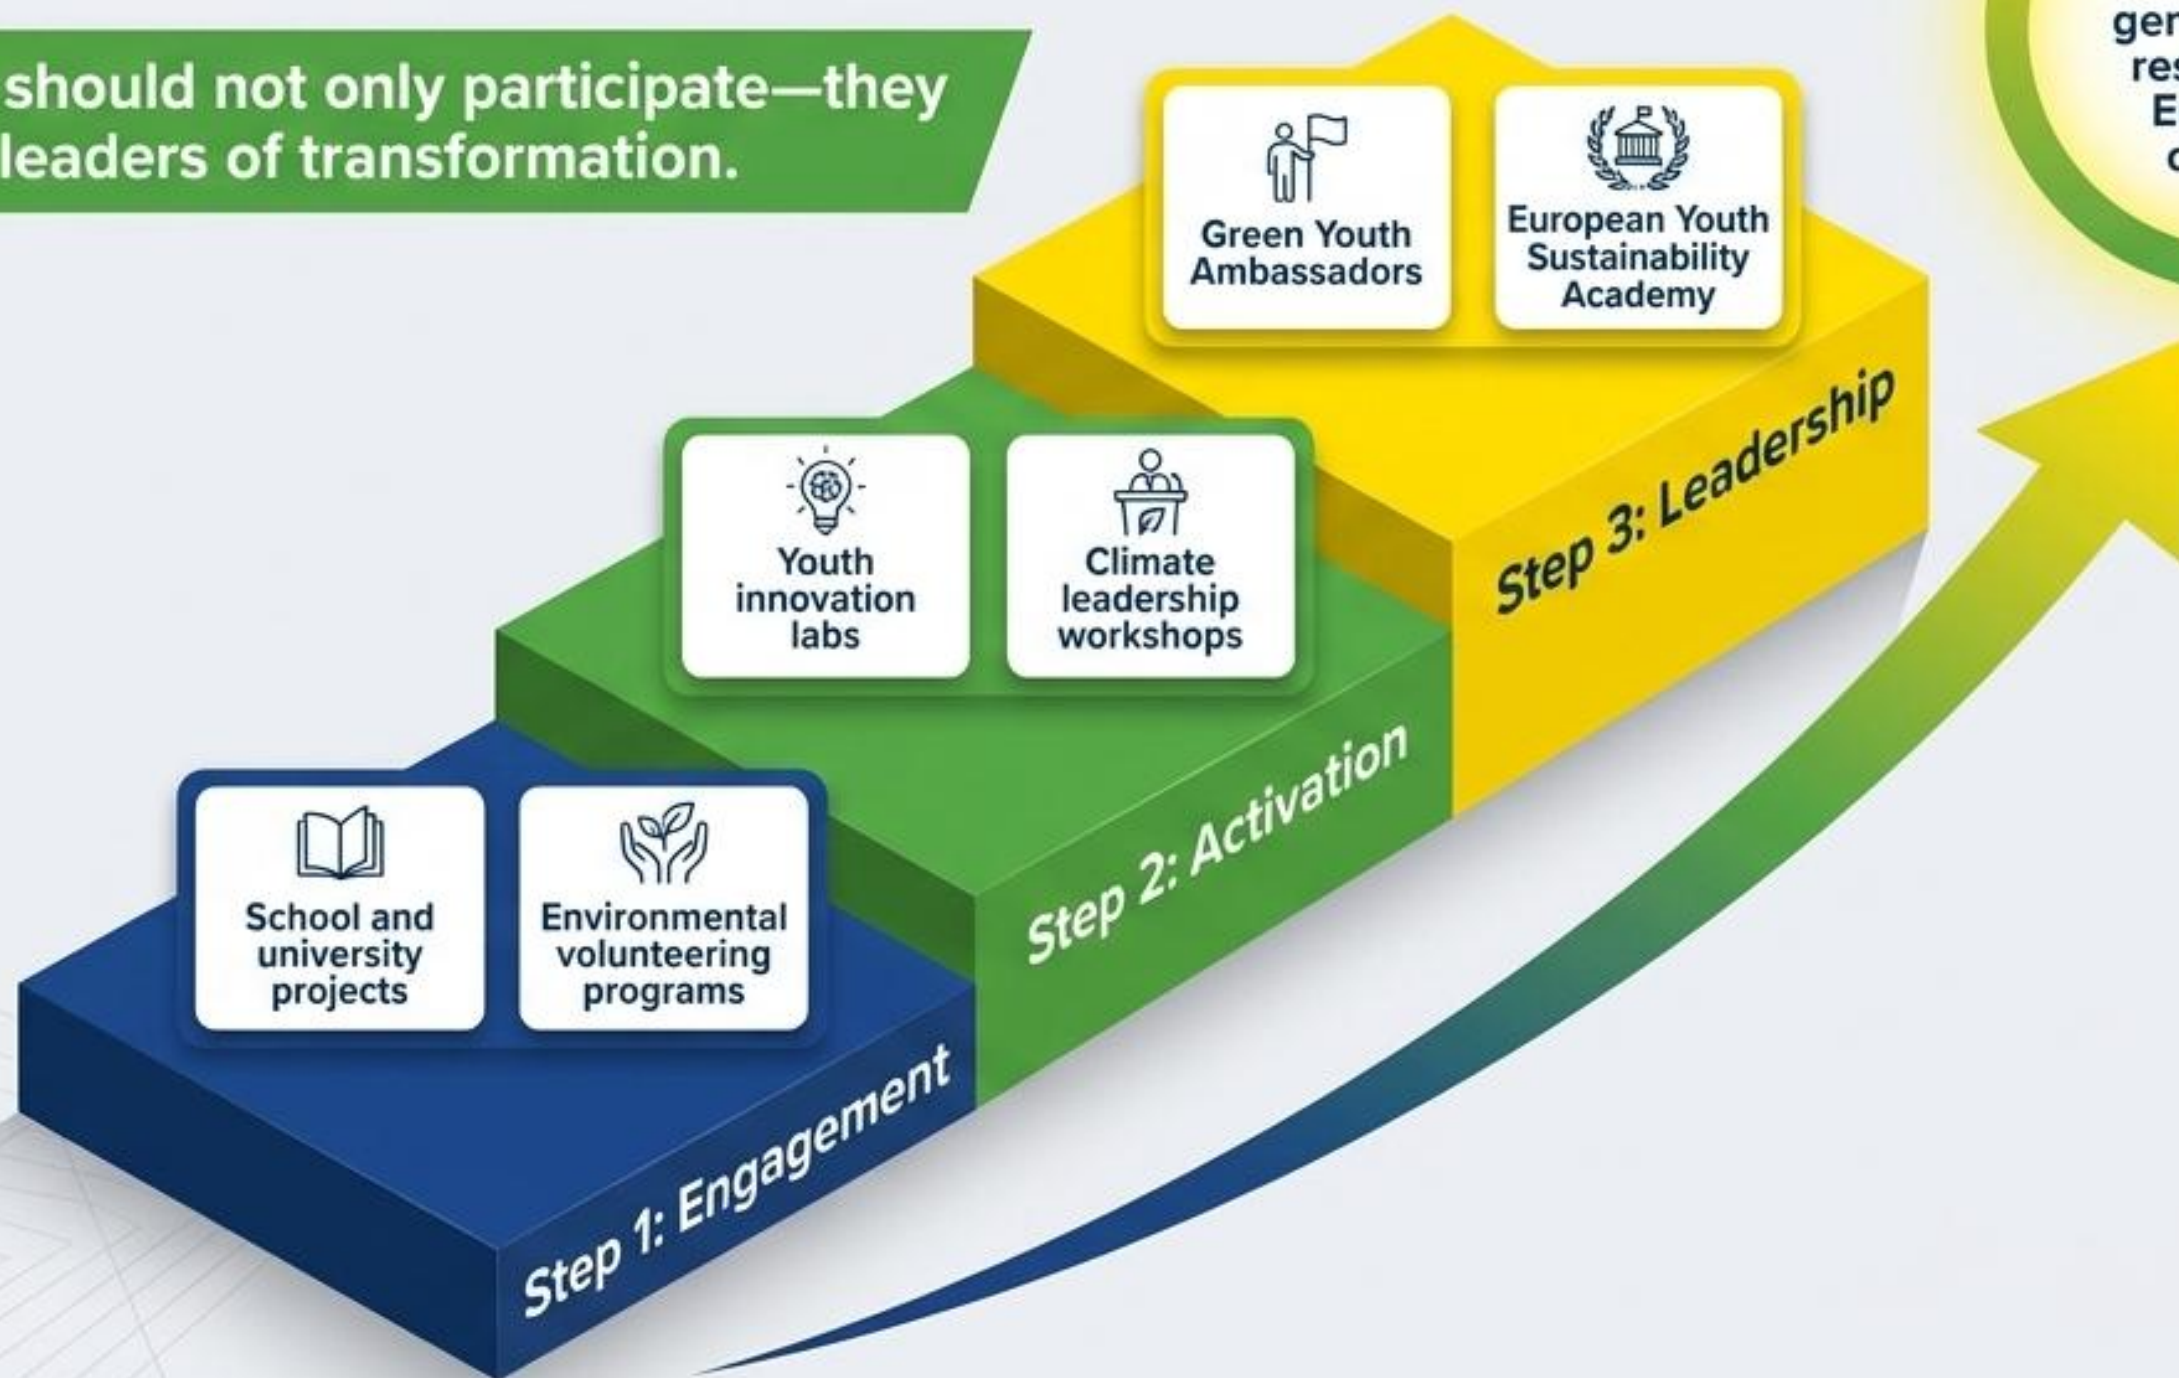 should not only participate—they
leaders of transformation.
Green Youth
Ambassadors
European Youth
Sustainability
Academy
Step 3: Leadership
Youth
innovation
labs
Climate
leadership
workshops
Step 2: Activation
School and
university
projects
Environmental
volunteering
programs
Step 1: Engagement